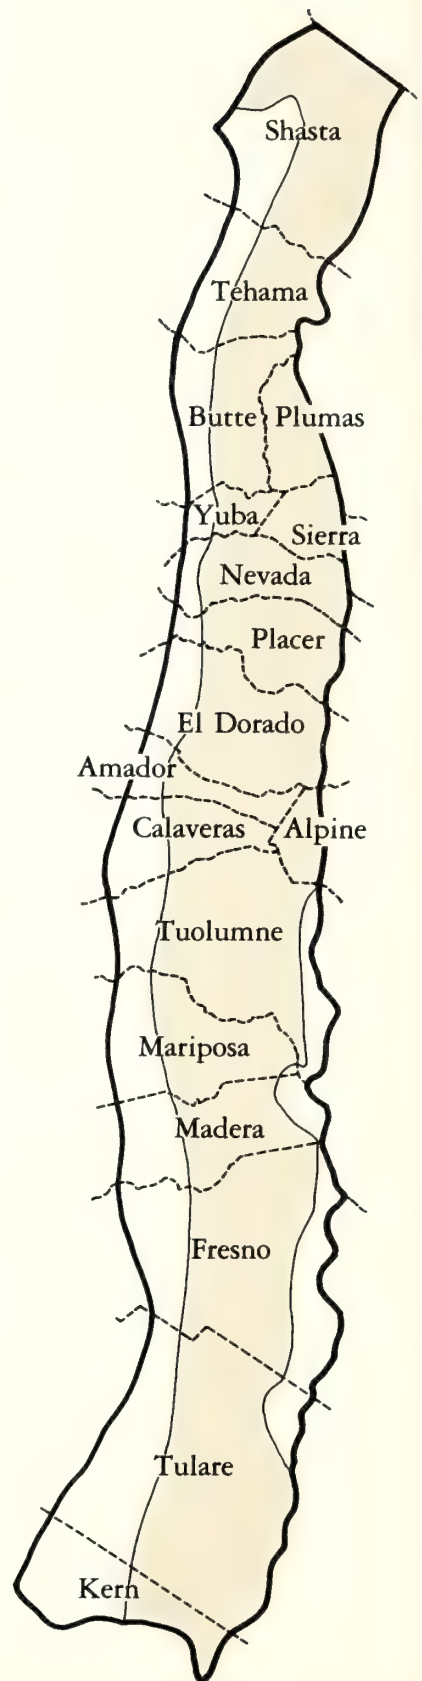 Shasta
Tehama
Butte Plumas
Yuba
Sierra
Nevada
Placer
El Dorado
Amador
Calaveras Alpine
Tuolumne
Mariposa
Madera
Fresno
Tulare
Kern